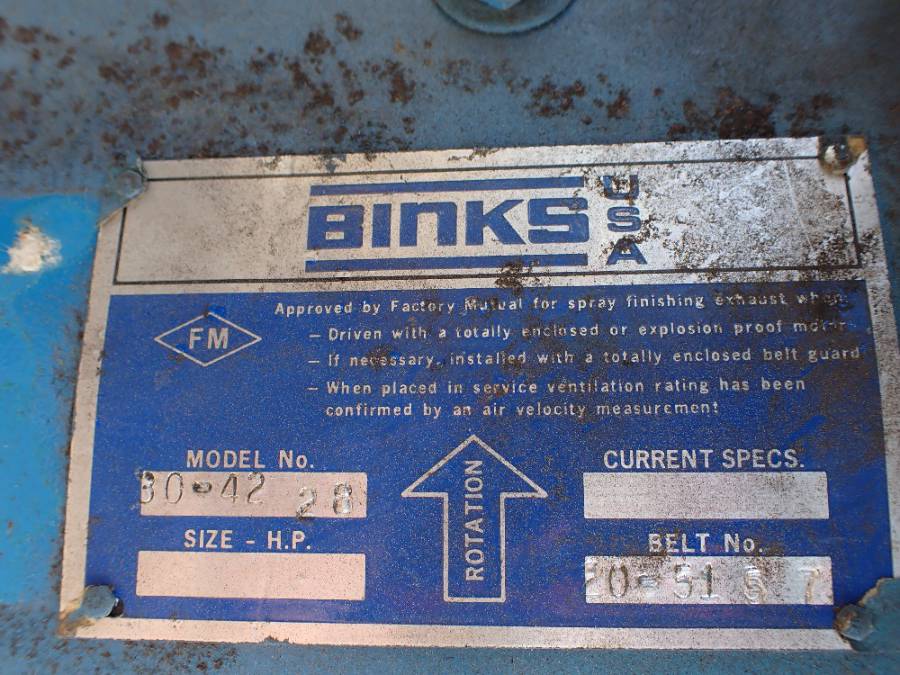 BINKS
USA
FM
Approved by Factory Mutual for spray finishing exhaust when
— Driven with a totally enclosed or explosion proof motor
— If necessary, installed with a totally enclosed belt guard
— When placed in service ventilation rating has been
confirmed by an air velocity measurement
MODEL No.
30-42 28
SIZE - H.P.
ROTATION
CURRENT SPECS.
BELT No.
20-51 7